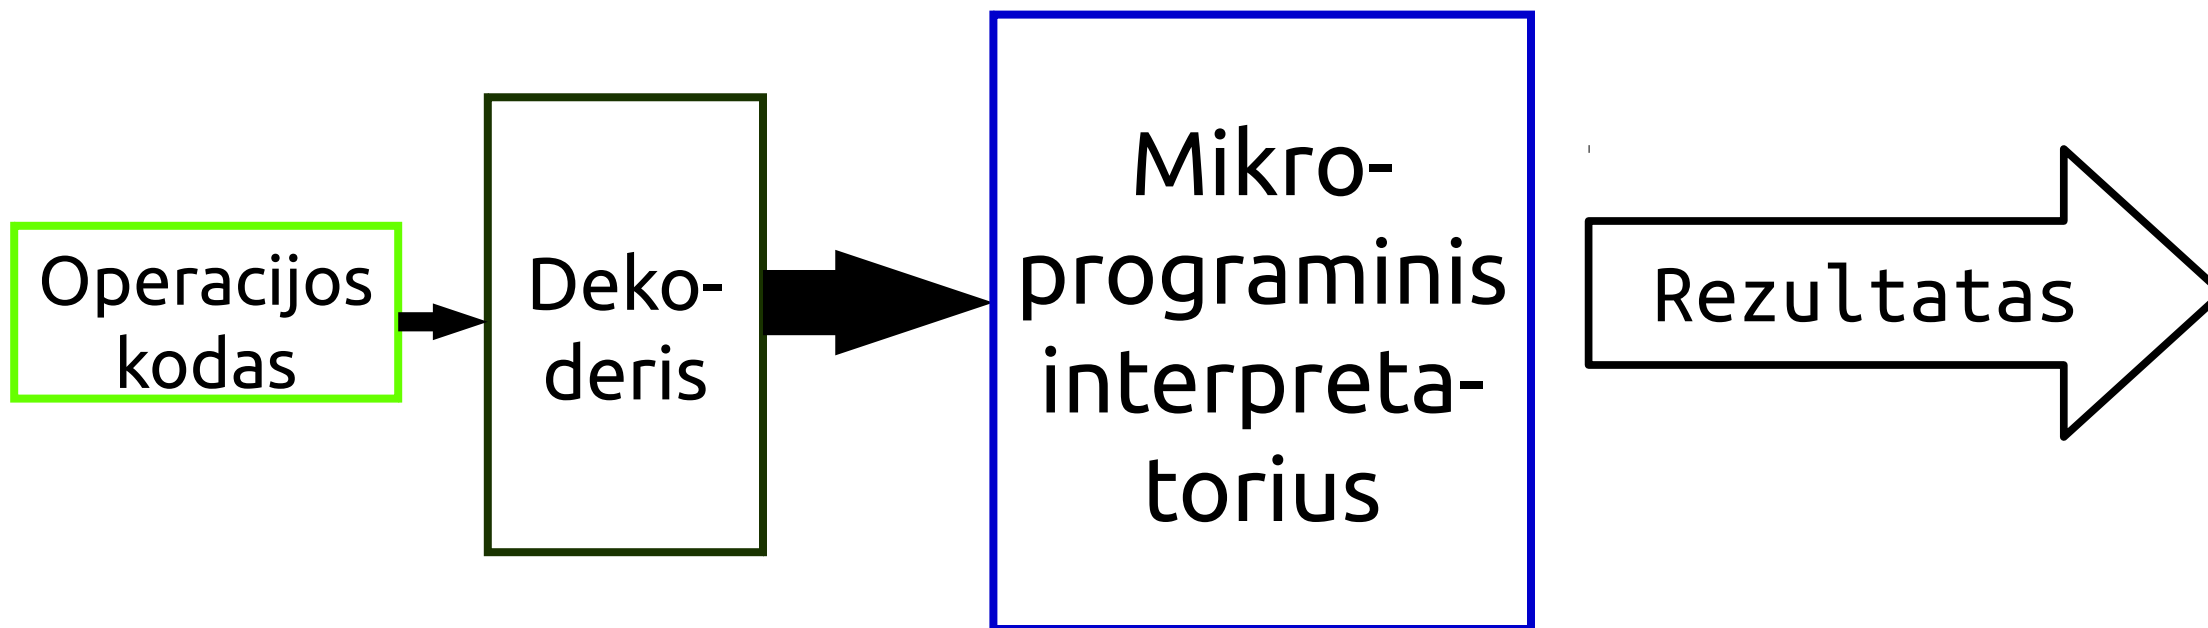 Operacijos
kodas
Deko-
deris
Mikro-
programinis
interpreta-
torius
Rezultatas